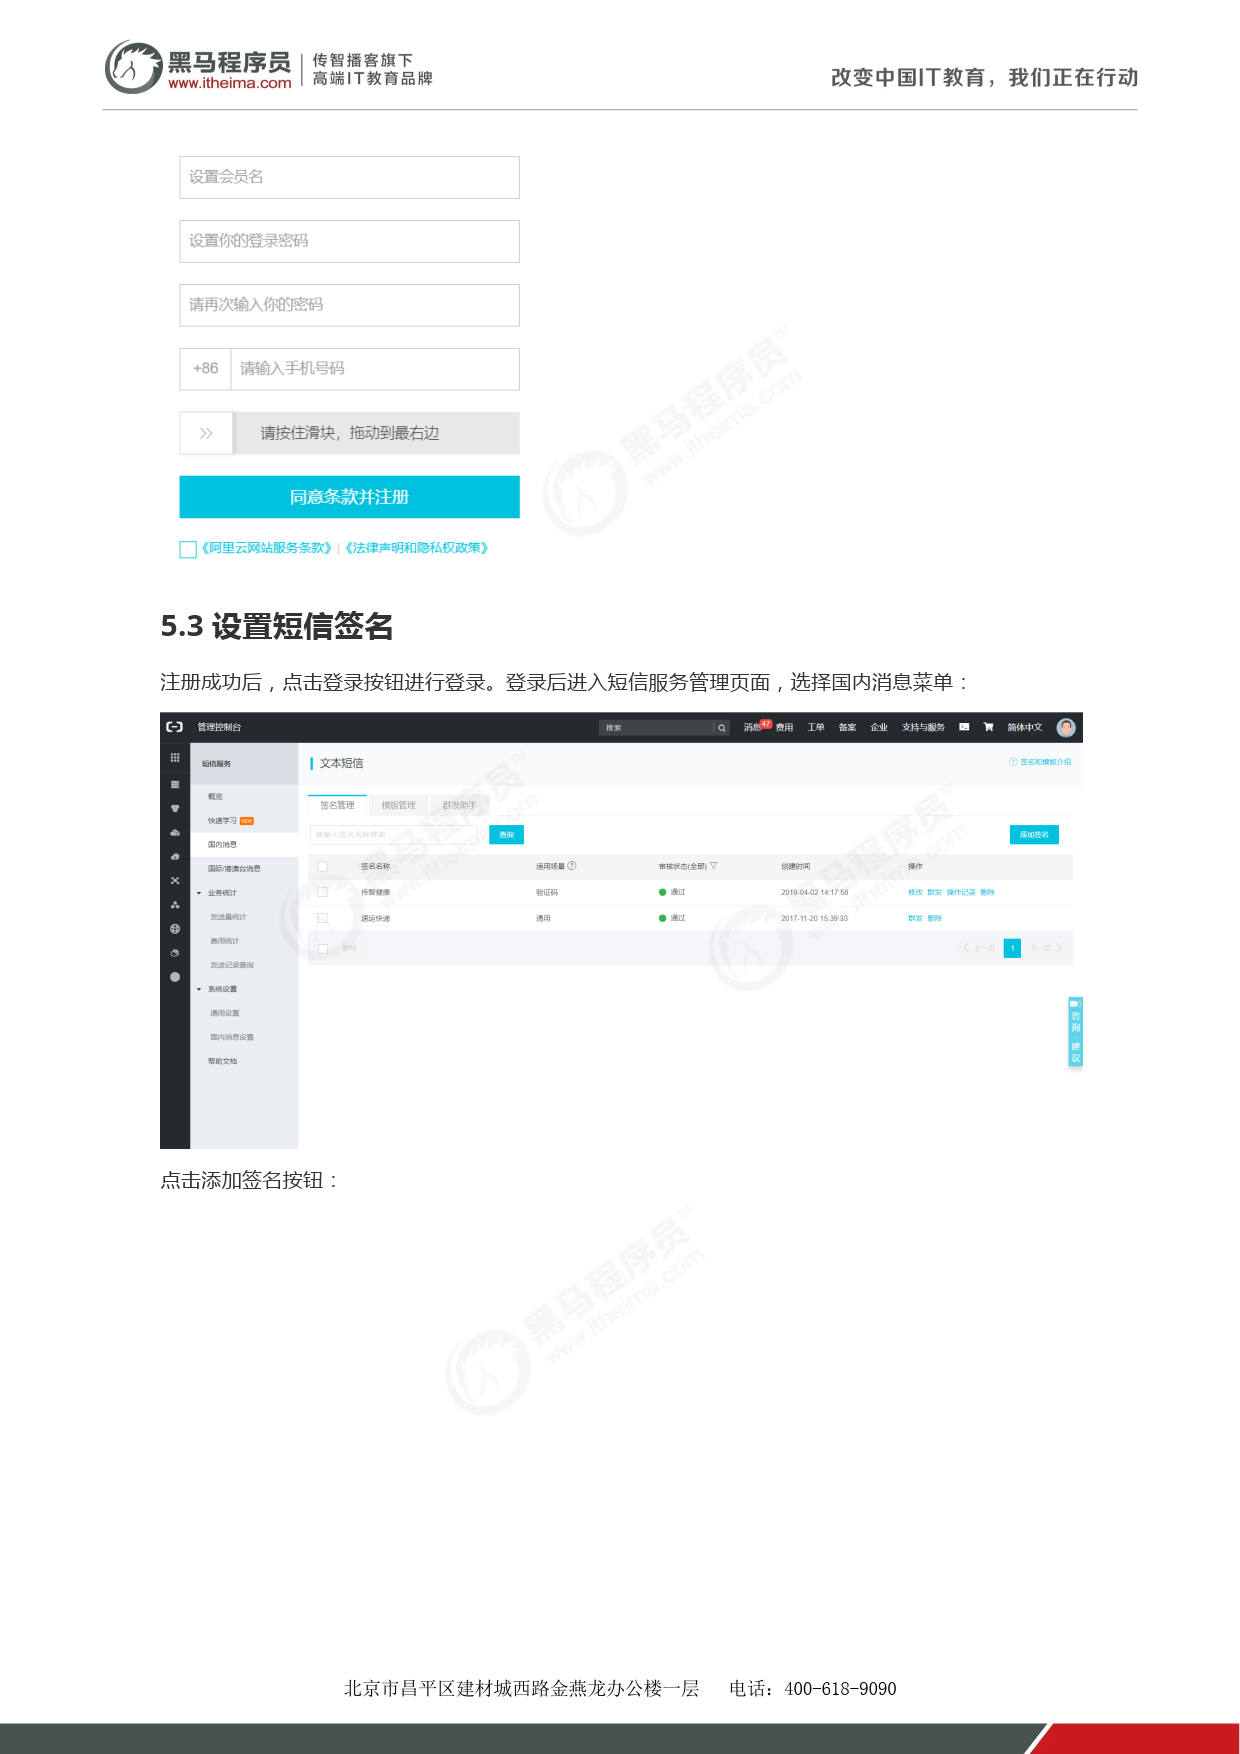 黑马程序员
www.itheima.com
传智播客旗下
高端IT教育品牌
改变中国IT教育，我们正在行动
设置会员名
设置你的登录密码
请再次输入你的密码
+86 请输入手机号码
请按住滑块，拖动到最右边
同意条款并注册
《阿里云网站服务条款》 | 《法律声明和隐私权政策》
5.3 设置短信签名
注册成功后，点击登录按钮进行登录。登录后进入短信服务管理页面，选择国内消息菜单：
管理控制台 搜索 消息 47 费用 工单 备案 企业 支持与服务 简体中文
短信服务
概览
快速学习 NEW
国内消息
国际/港澳台消息
业务统计
发送量统计
费用统计
发送记录查询
系统设置
通用设置
国内消息设置
帮助文档
文本短信 签名和模板介绍
签名管理 模版管理 群发助手
请输入签名名称搜索 查询 添加签名
签名名称 适用场景 审核状态(全部) 创建时间 操作
传智健康 验证码 通过 2019-04-02 14:17:58 修改 群发 操作记录 删除
速运快递 通用 通过 2017-11-20 15:39:33 群发 删除
删除 上一页 1 下一页
咨询·建议
点击添加签名按钮：
黑马程序员™
www.itheima.com
北京市昌平区建材城西路金燕龙办公楼一层 电话：400-618-9090